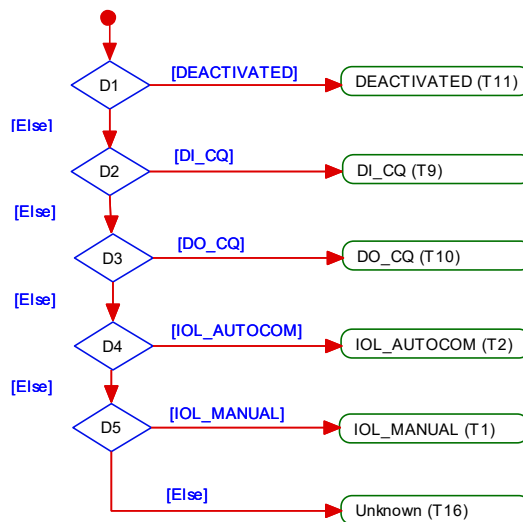 [DEACTIVATED]
D1
DEACTIVATED (T11)
[Else]
[DI_CQ]
D2
DI_CQ (T9)
[Else]
[DO_CQ]
D3
DO_CQ (T10)
[Else]
[IOL_AUTOCOM]
D4
IOL_AUTOCOM (T2)
[Else]
[IOL_MANUAL]
D5
IOL_MANUAL (T1)
[Else]
Unknown (T16)